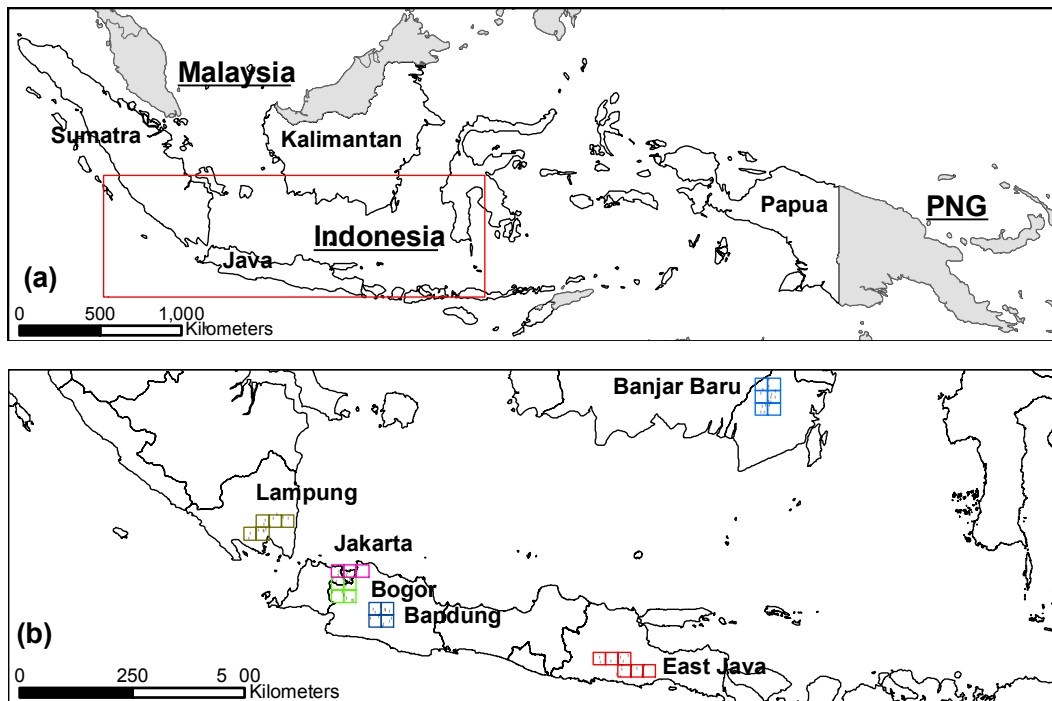 Malaysia
Sumatra
Kalimantan
Papua
PNG
Indonesia
Java
(a)
0 500 1,000
Kilometers
Banjar Baru
Lampung
Jakarta
Bogor
Bandung
East Java
(b)
0 250 5 00
Kilometers